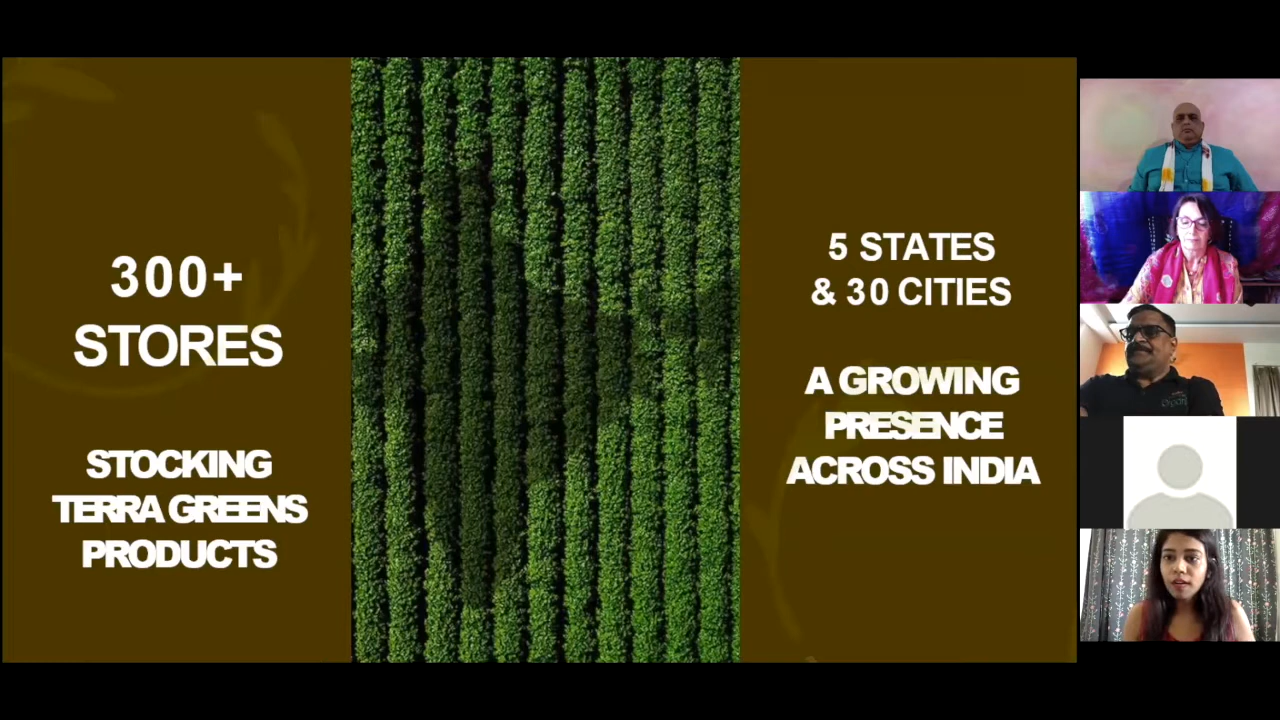 300+
STORES
STOCKING
TERRA GREENS
PRODUCTS
5 STATES
& 30 CITIES
A GROWING
PRESENCE
ACROSS INDIA